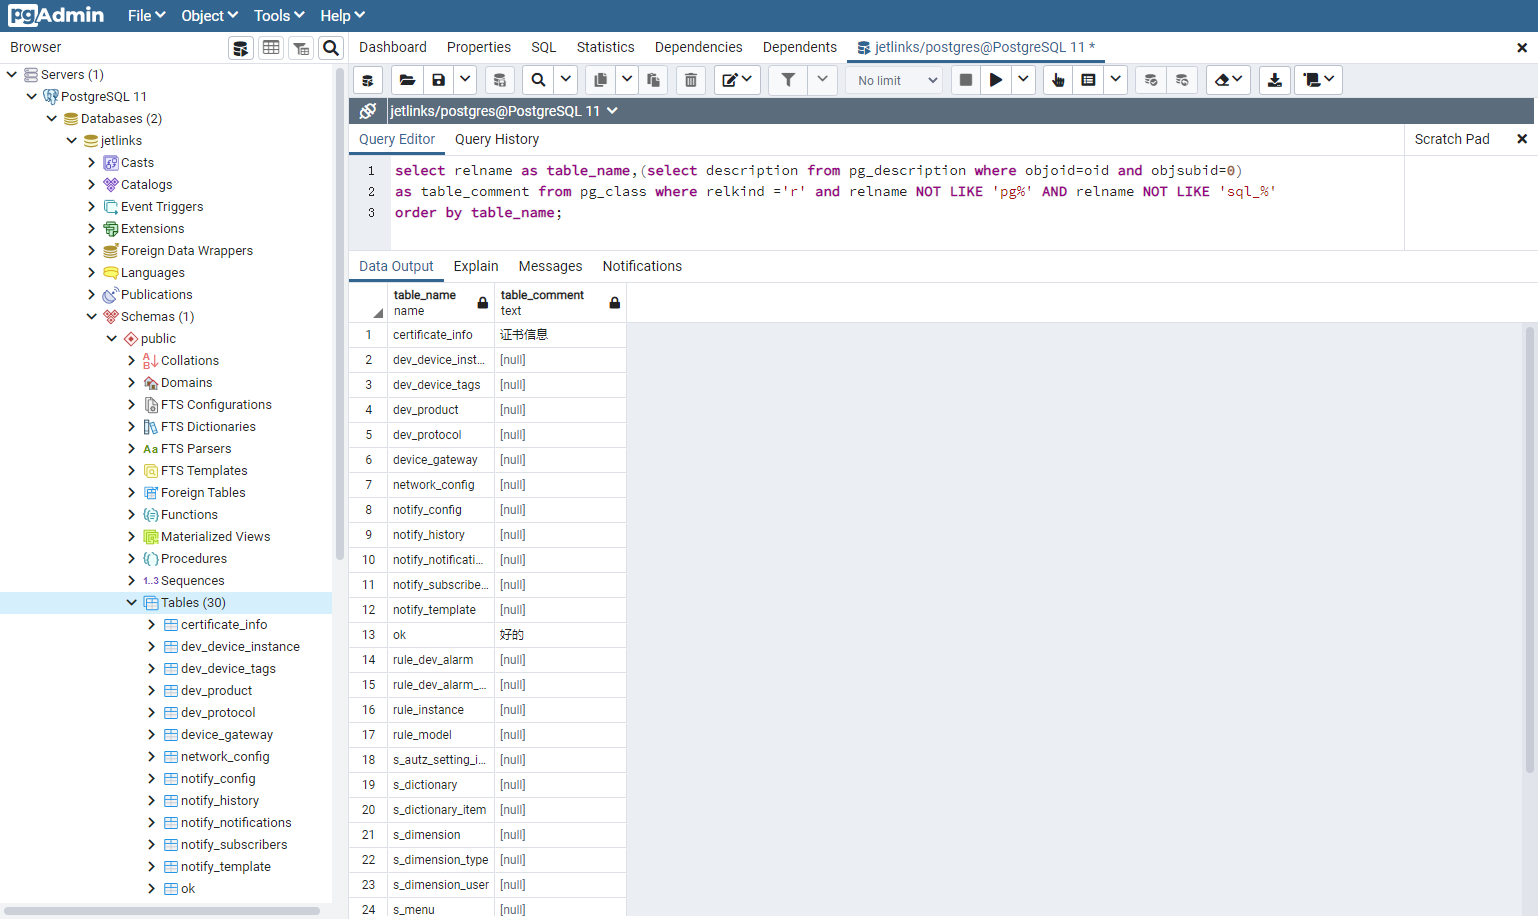 pgAdmin File Object Tools Help
Browser
Dashboard Properties SQL Statistics Dependencies Dependents jetlinks/postgres@PostgreSQL 11 *
Servers (1)
PostgreSQL 11
Databases (2)
jetlinks
Casts
Catalogs
Event Triggers
Extensions
Foreign Data Wrappers
Languages
Publications
Schemas (1)
public
Collations
Domains
FTS Configurations
FTS Dictionaries
Aa FTS Parsers
FTS Templates
Foreign Tables
Functions
Materialized Views
Procedures
1..3 Sequences
Tables (30)
certificate_info
dev_device_instance
dev_device_tags
dev_product
dev_protocol
device_gateway
network_config
notify_config
notify_history
notify_notifications
notify_subscribers
notify_template
ok
No limit
jetlinks/postgres@PostgreSQL 11
Query Editor Query History
Scratch Pad
1 select relname as table_name,(select description from pg_description where objoid=oid and objsubid=0)
2 as table_comment from pg_class where relkind ='r' and relname NOT LIKE 'pg%' AND relname NOT LIKE 'sql_%'
3 order by table_name;
Data Output Explain Messages Notifications
table_name table_comment
name text
1 certificate_info 证书信息
2 dev_device_inst... [null]
3 dev_device_tags [null]
4 dev_product [null]
5 dev_protocol [null]
6 device_gateway [null]
7 network_config [null]
8 notify_config [null]
9 notify_history [null]
10 notify_notificati... [null]
11 notify_subscribe... [null]
12 notify_template [null]
13 ok 好的
14 rule_dev_alarm [null]
15 rule_dev_alarm_... [null]
16 rule_instance [null]
17 rule_model [null]
18 s_autz_setting_i... [null]
19 s_dictionary [null]
20 s_dictionary_item [null]
21 s_dimension [null]
22 s_dimension_type [null]
23 s_dimension_user [null]
24 s_menu [null]